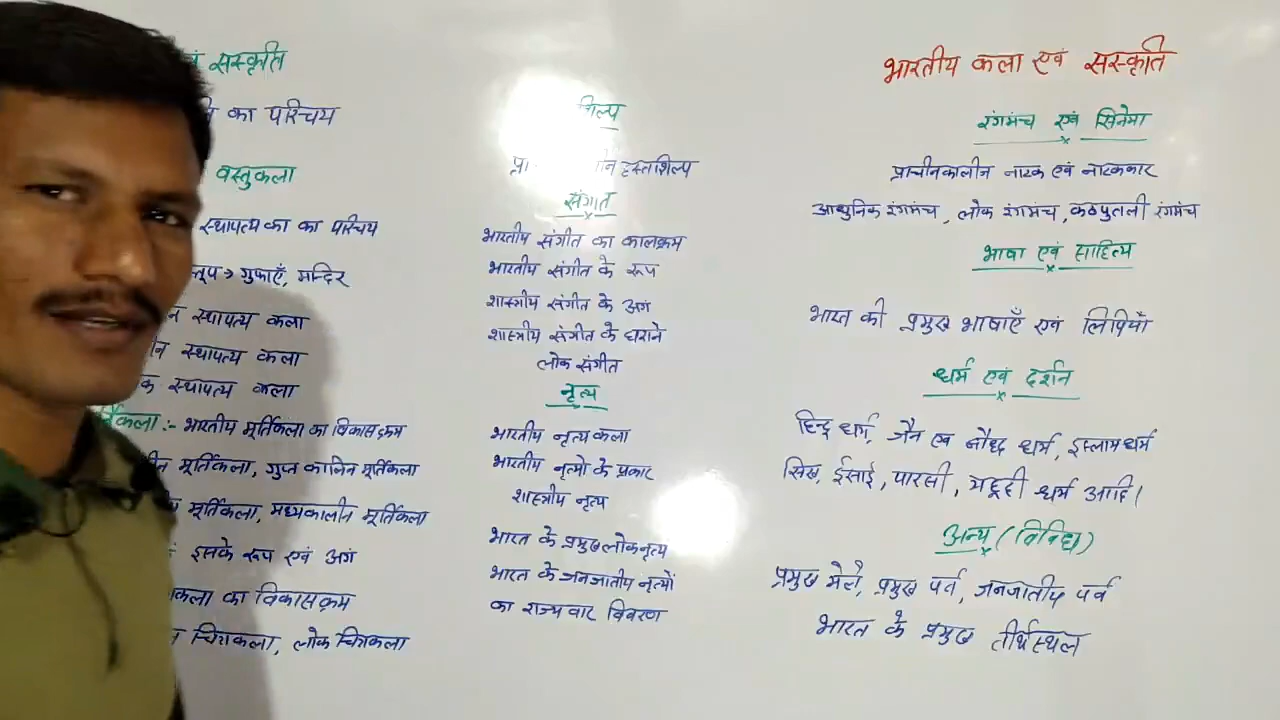 संस्कृति
का परिचय
वस्तुकला
स्थापत्य का का परिचय
गुफाएँ, मन्दिर
स्थापत्य कला
स्थापत्य कला
स्थापत्य कला
:- भारतीय मूर्तिकला का विकासक्रम
मूर्तिकला, गुप्त कालिन मूर्तिकला
मूर्तिकला, मध्यकालीन मूर्तिकला
इसके रूप एवं अगं
का विकासक्रम
चित्रकला, लोक चित्रकला
हस्तशिल्प
संगीत
भारतीय संगीत का कालक्रम
भारतीय संगीत के रूप
शास्त्रीय संगीत के अगं
शास्त्रीय संगीत के घराने
लोक संगीत
नृत्य
भारतीय नृत्य कला
भारतीय नृत्यो के प्रकार
शास्त्रीय नृत्य
भारत के प्रमुख लोकनृत्य
भारत के जनजातीय नृत्यों
का राज्यवार विवरण
भारतीय कला एवं संस्कृति
रंगमंच एवं सिनेमा
प्राचीनकालीन नाटक एवं नाटककार
आधुनिक रंगमंच, लोक रंगमंच, कठपुतली रंगमंच
भाषा एवं साहित्य
भारत की प्रमुख भाषाएँ एवं लिपियाँ
धर्म एवं दर्शन
हिन्दू धर्म, जैन एव बौद्ध धर्म, इस्लाम धर्म
सिख, ईसाई, पारसी, यहूदी धर्म आदि।
अन्य (विविध)
प्रमुख मेले, प्रमुख पर्व, जनजातीय पर्व
भारत के प्रमुख तीर्थस्थल